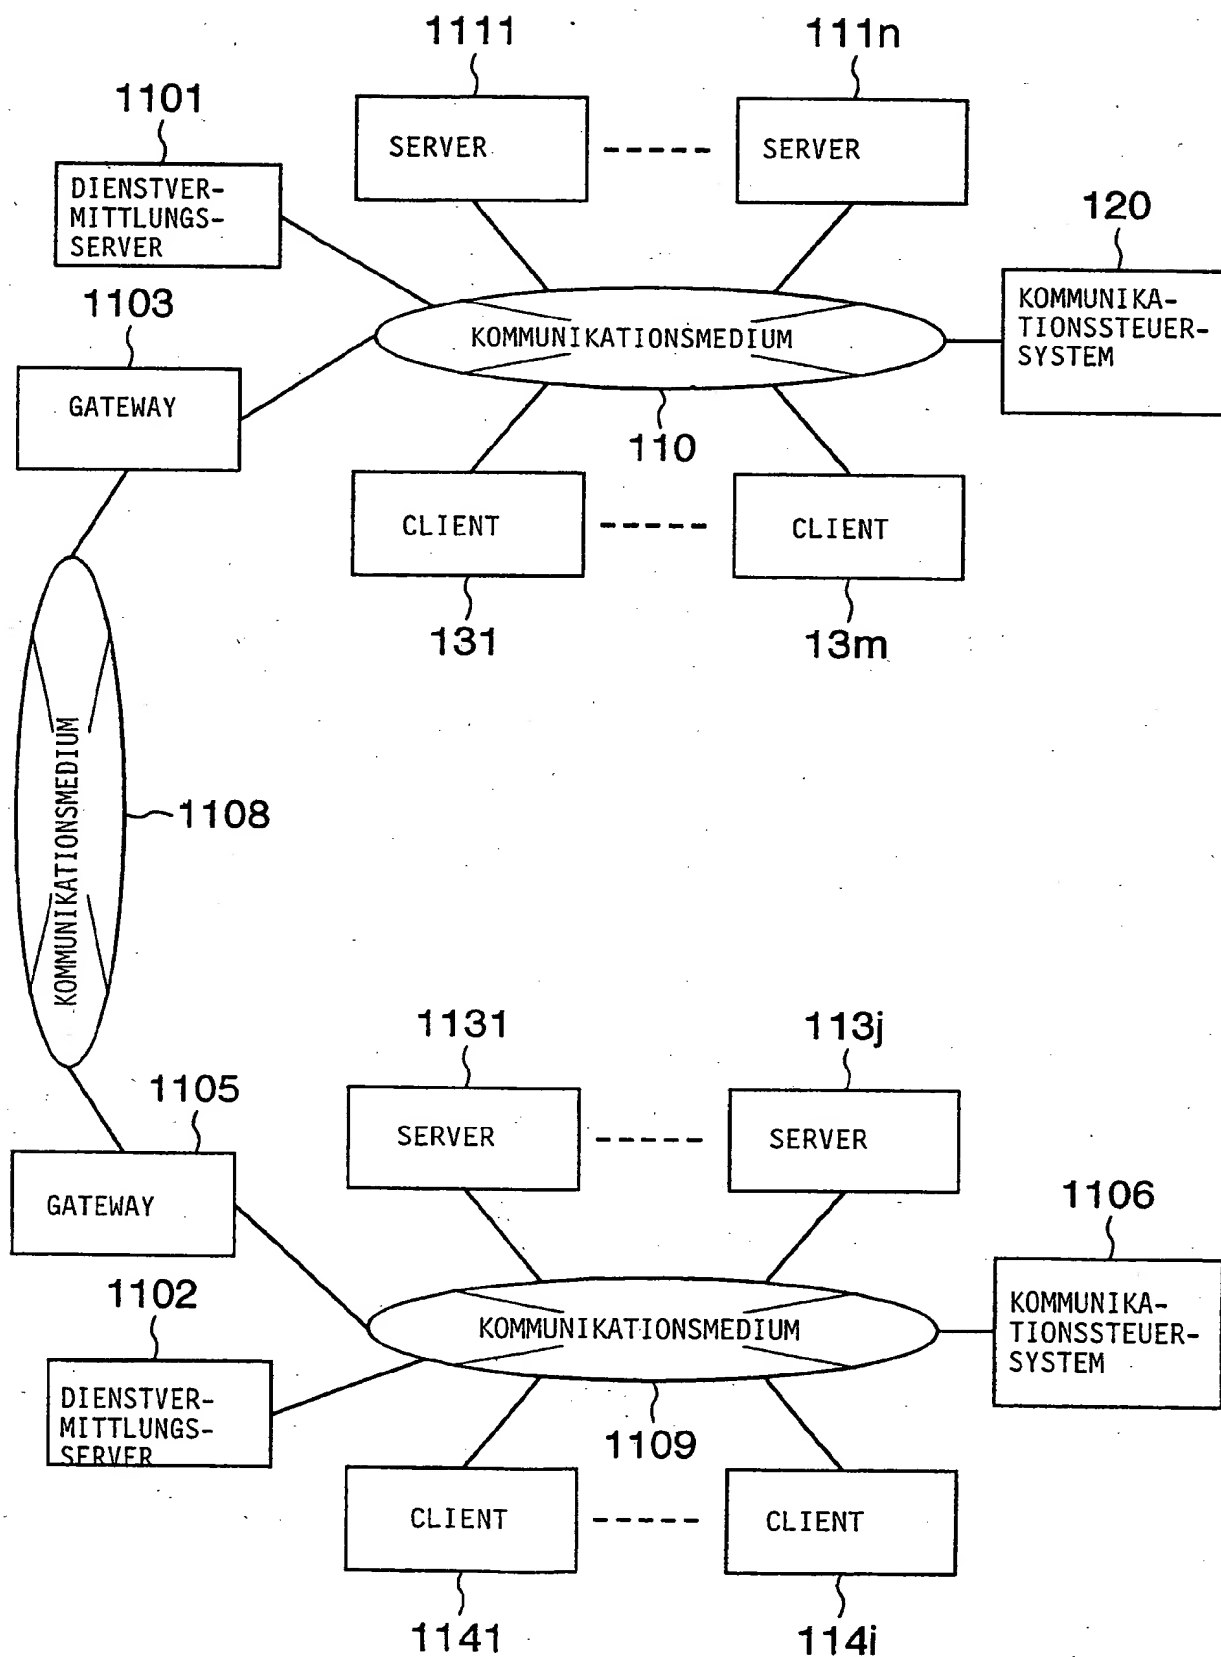 1111
111n
1101
SERVER
SERVER
DIENSTVER-
MITTLUNGS-
SERVER
120
1103
KOMMUNIKA-
TIONSSTEUER-
SYSTEM
KOMMUNIKATIONSMEDIUM
GATEWAY
110
CLIENT
CLIENT
131
13m
KOMMUNIKATIONSMEDIUM
1108
1131
113j
1105
SERVER
SERVER
GATEWAY
1106
1102
KOMMUNIKA-
TIONSSTEUER-
SYSTEM
KOMMUNIKATIONSMEDIUM
DIENSTVER-
MITTLUNGS-
SERVER
1109
CLIENT
CLIENT
1141
114i